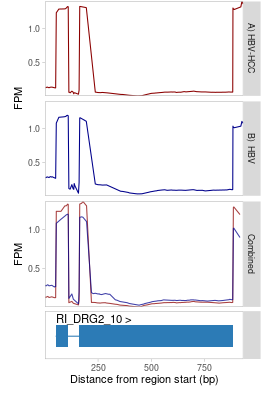 A) HBV-HCC
1.0
0.5
B) HBV
1.0
0.5
FPM
Combined
1.0
0.5
FPM
RI_DRG2_10 >
250
500
750
Distance from region start (bp)